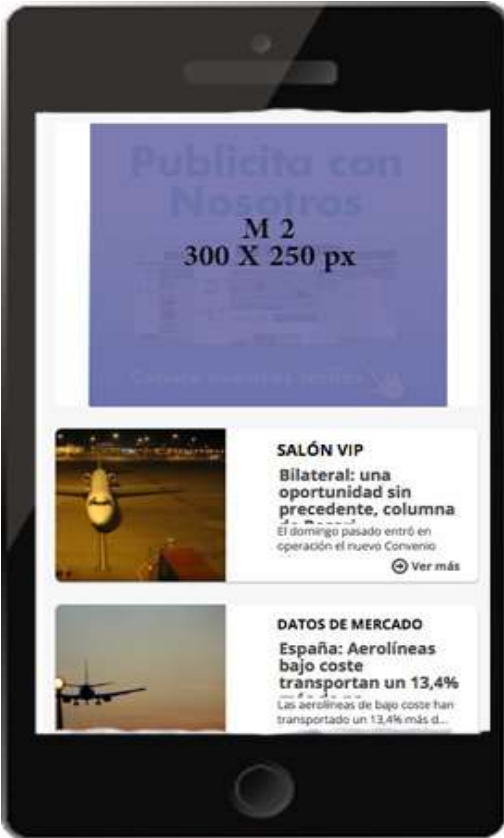 Publicita con
Nosotros
M 2
300 X 250 px
SALÓN VIP
Bilateral: una
oportunidad sin
precedente, columna
El domingo pasado entró en
operación el nuevo Convenio
Ver más
DATOS DE MERCADO
España: Aerolíneas
bajo coste
transportan un 13,4%
Las aerolíneas de bajo coste han
transportado un 13,4% más d...